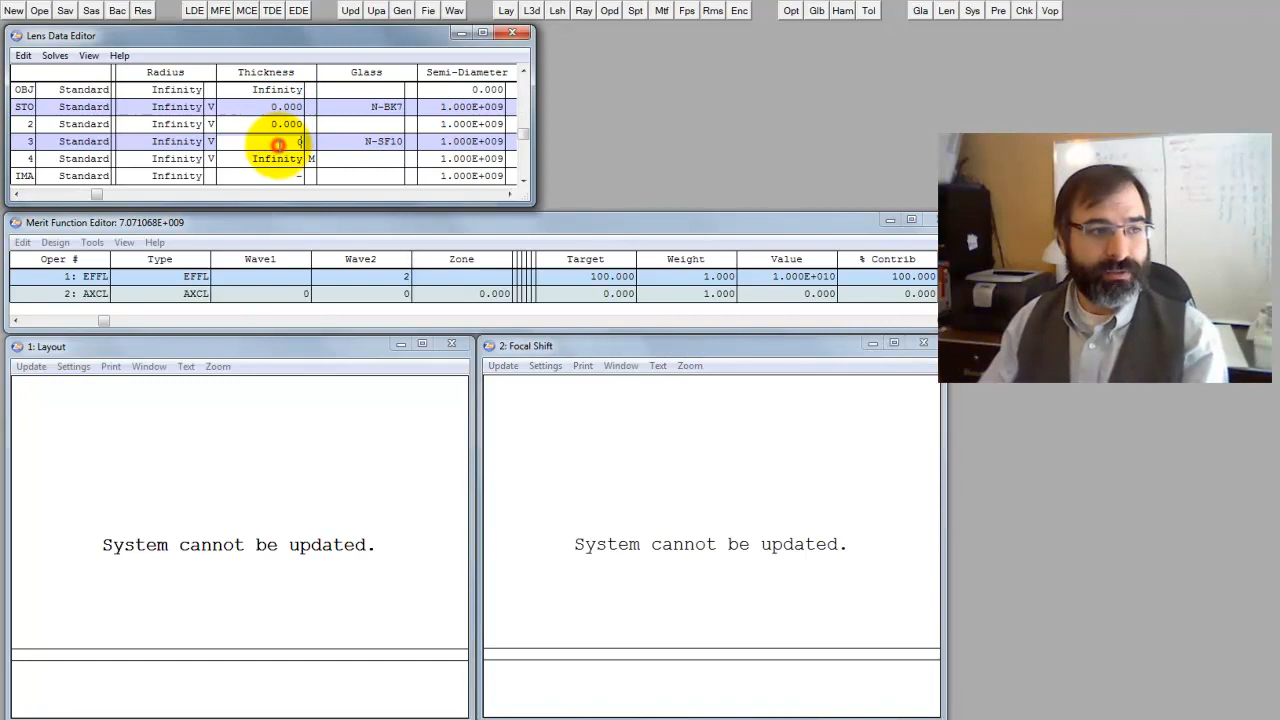 New Ope Sav Sas Bac Res LDE MFE MCE TDE EDE Upd Upa Gen Fie Wav Lay L3d Lsh Ray Opd Spt Mtf Fps Rms Enc Opt Glb Ham Tol Gla Len Sys Pre Chk Vop
Lens Data Editor
Edit Solves View Help
Radius Thickness Glass Semi-Diameter
OBJ Standard Infinity Infinity 0.000
STO Standard Infinity V 0.000 N-BK7 1.000E+009
2 Standard Infinity V 0.000 1.000E+009
3 Standard Infinity V 0 N-SF10 1.000E+009
4 Standard Infinity V Infinity M 1.000E+009
IMA Standard Infinity - 1.000E+009
Merit Function Editor: 7.071068E+009
Edit Design Tools View Help
Oper # Type Wave1 Wave2 Zone Target Weight Value % Contrib
1: EFFL EFFL 2 100.000 1.000 1.000E+010 100.000
2: AXCL AXCL 0 0 0.000 0.000 1.000 0.000 0.000
1: Layout
Update Settings Print Window Text Zoom
System cannot be updated.
2: Focal Shift
Update Settings Print Window Text Zoom
System cannot be updated.